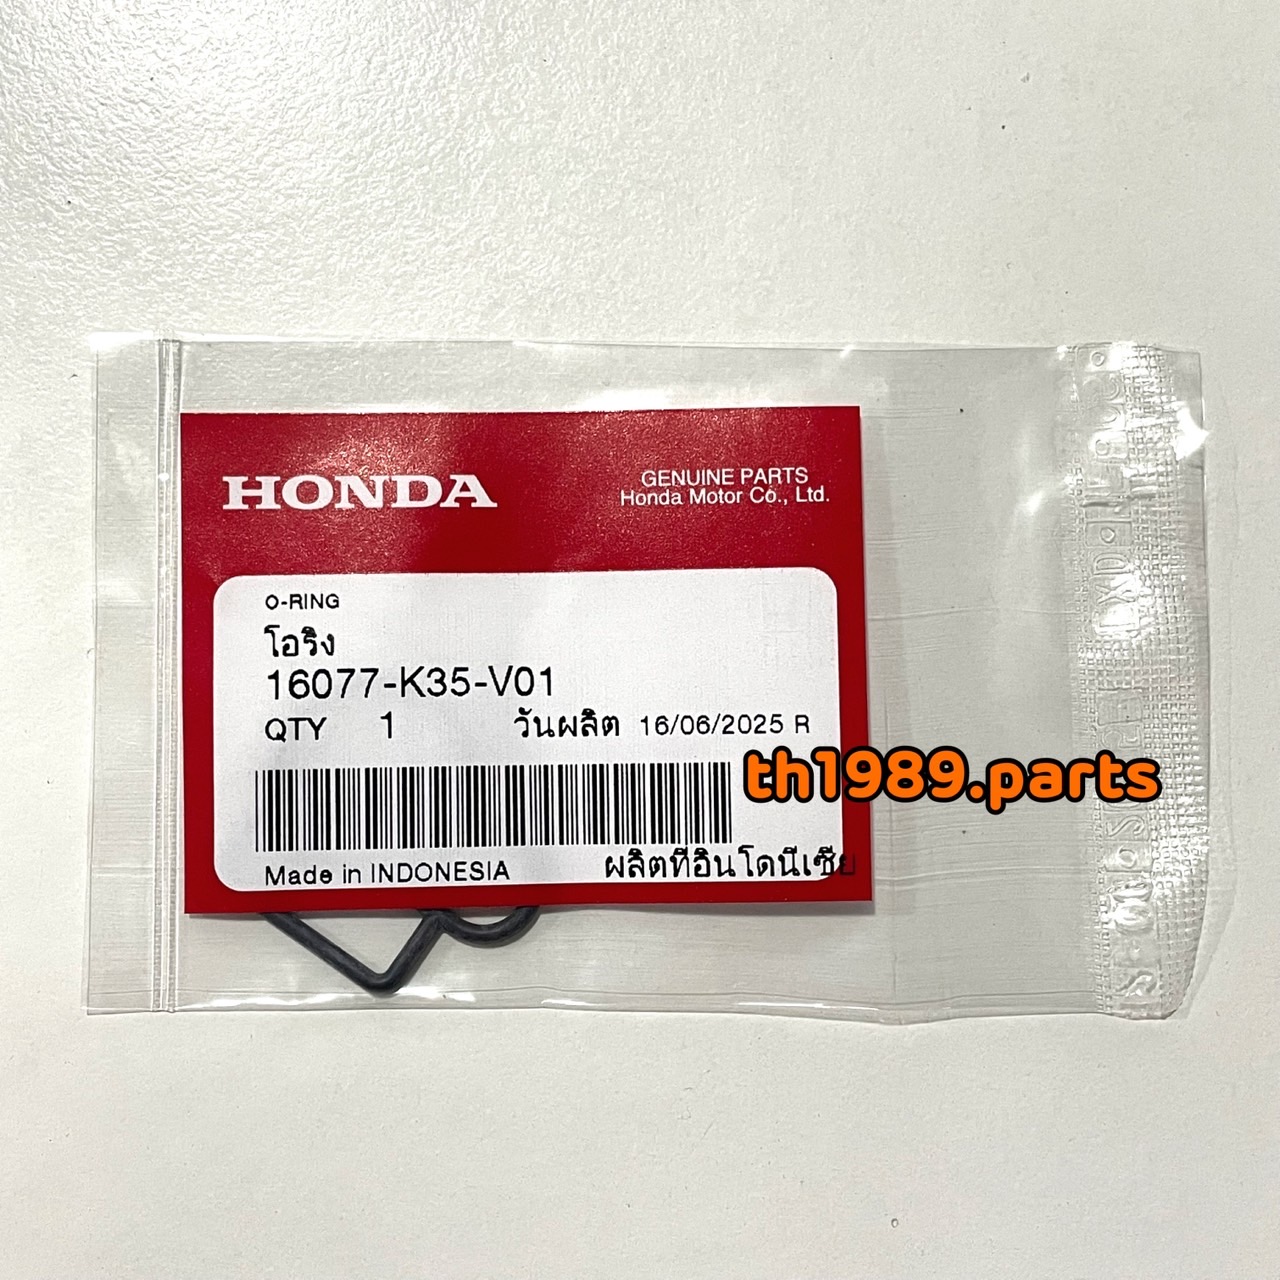 HONDA
GENUINE PARTS
Honda Motor Co., Ltd.
O-RING
โอริง
16077-K35-V01
QTY 1 วันผลิต 16/06/2025 R
th1989.parts
Made in INDONESIA ผลิตที่อินโดนีเซีย